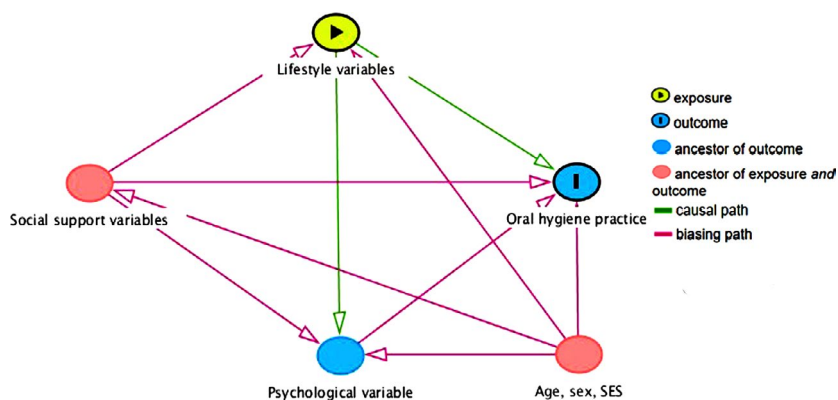 Lifestyle variables
Social support variables
Oral hygiene practice
Psychological variable
Age, sex, SES
exposure
outcome
ancestor of outcome
ancestor of exposure and
outcome
causal path
biasing path